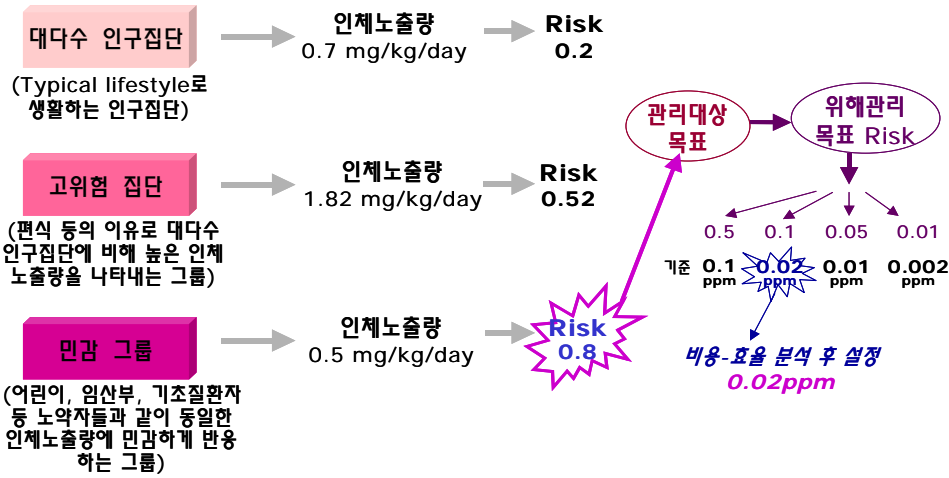 대다수 인구집단
(Typical lifestyle로
생활하는 인구집단)
인체노출량
0.7 mg/kg/day
Risk
0.2
고위험 집단
(편식 등의 이유로 대다수
인구집단에 비해 높은 인체
노출량을 나타내는 그룹)
인체노출량
1.82 mg/kg/day
Risk
0.52
민감 그룹
(어린이, 임산부, 기초질환자
등 노약자들과 같이 동일한
인체노출량에 민감하게 반응
하는 그룹)
인체노출량
0.5 mg/kg/day
Risk
0.8
관리대상
목표
위해관리
목표 Risk
0.5 0.1 0.05 0.01
기준 0.1 0.02 0.01 0.002
ppm ppm ppm ppm
비용-효율 분석 후 설정
0.02ppm